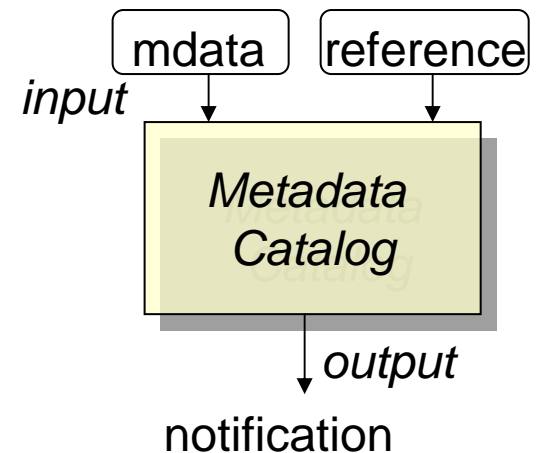 mdata
reference
input
Metadata
Catalog
output
notification